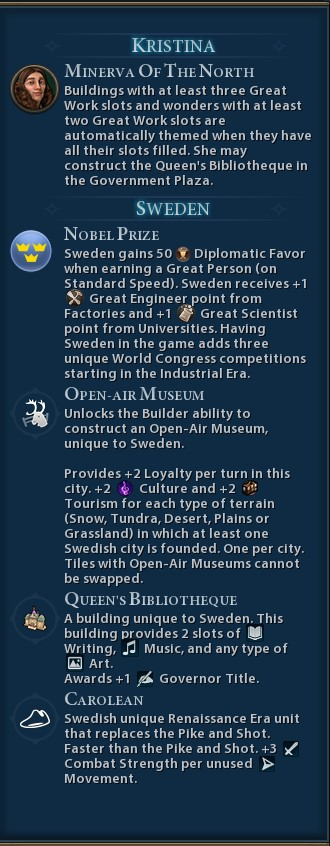 Kristina
Minerva Of The North
Buildings with at least three Great
Work slots and wonders with at least
two Great Work slots are
automatically themed when they have
all their slots filled. She may
construct the Queen's Bibliotheque in
the Government Plaza.
Sweden
Nobel Prize
Sweden gains 50 Diplomatic Favor
when earning a Great Person (on
Standard Speed). Sweden receives +1
Great Engineer point from
Factories and +1 Great Scientist
point from Universities. Having
Sweden in the game adds three
unique World Congress competitions
starting in the Industrial Era.
Open-air Museum
Unlocks the Builder ability to
construct an Open-Air Museum,
unique to Sweden.
Provides +2 Loyalty per turn in this
city. +2 Culture and +2
Tourism for each type of terrain
(Snow, Tundra, Desert, Plains or
Grassland) in which at least one
Swedish city is founded. One per city.
Tiles with Open-Air Museums cannot
be swapped.
Queen's Bibliotheque
A building unique to Sweden. This
building provides 2 slots of
Writing, Music, and any type of
Art.
Awards +1 Governor Title.
Carolean
Swedish unique Renaissance Era unit
that replaces the Pike and Shot.
Faster than the Pike and Shot. +3
Combat Strength per unused
Movement.